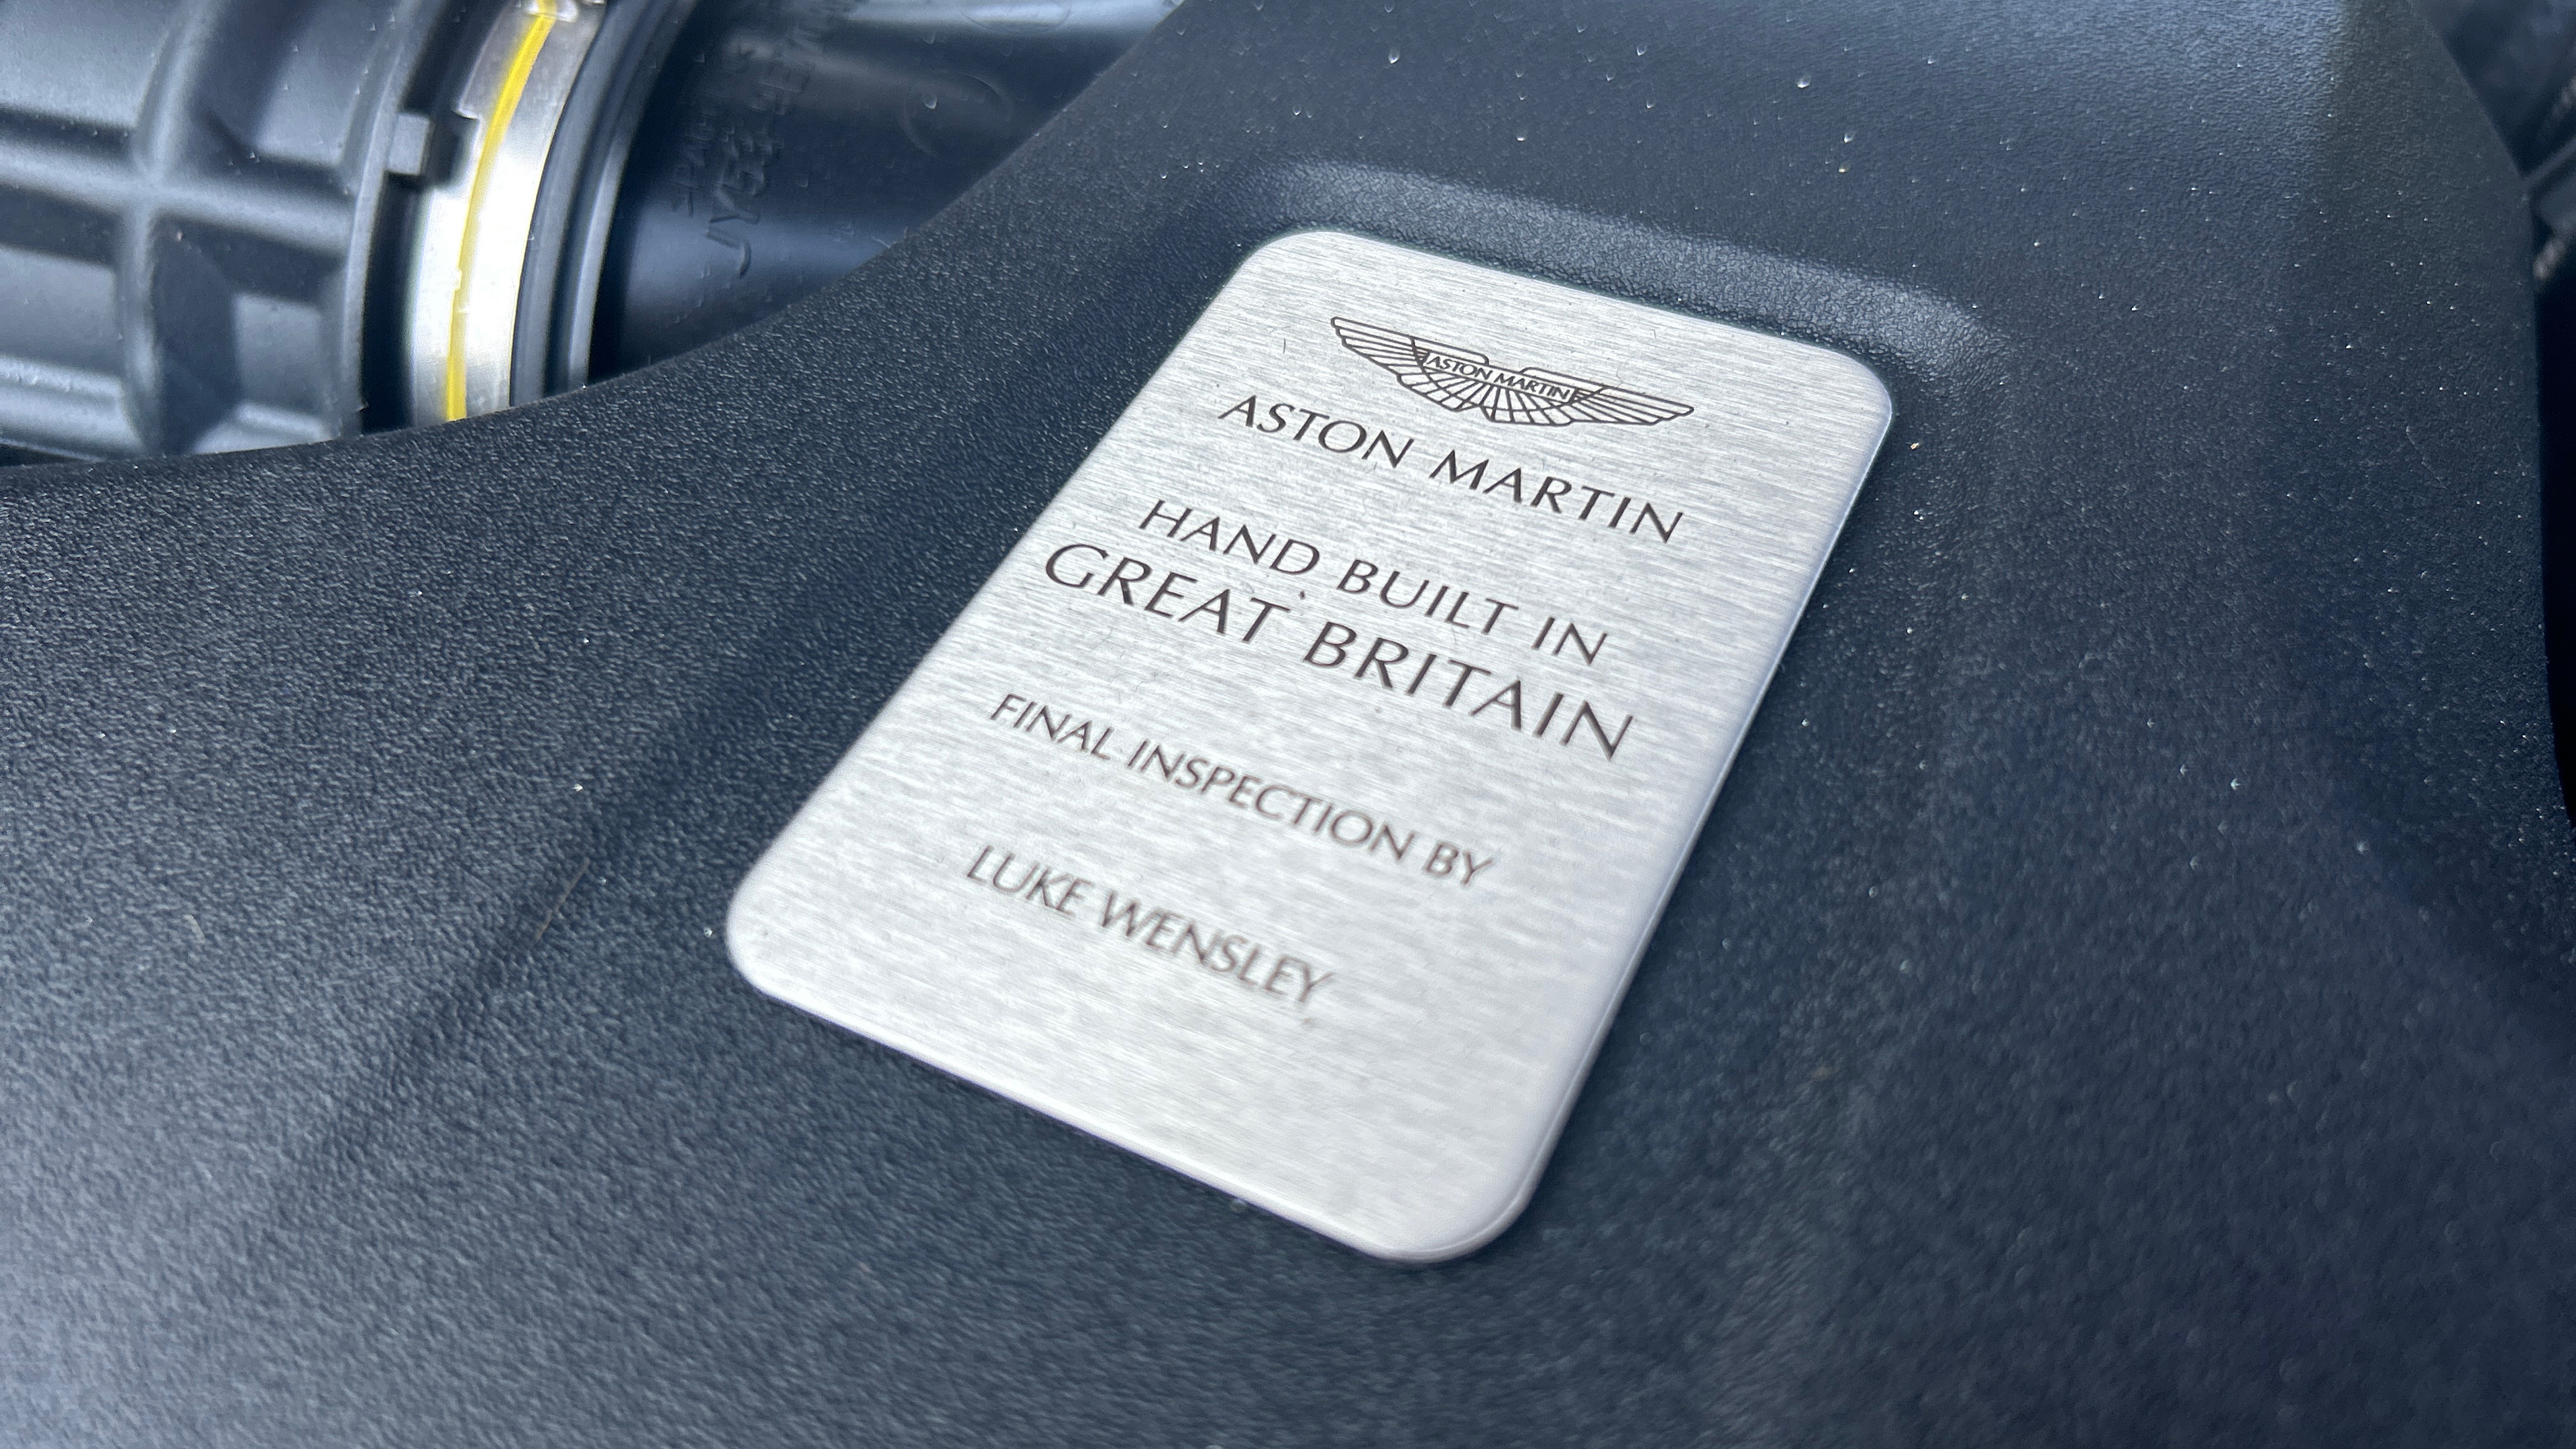 ASTON MARTIN
ASTON MARTIN
HAND BUILT IN
GREAT BRITAIN
FINAL INSPECTION BY
LUKE WENSLEY